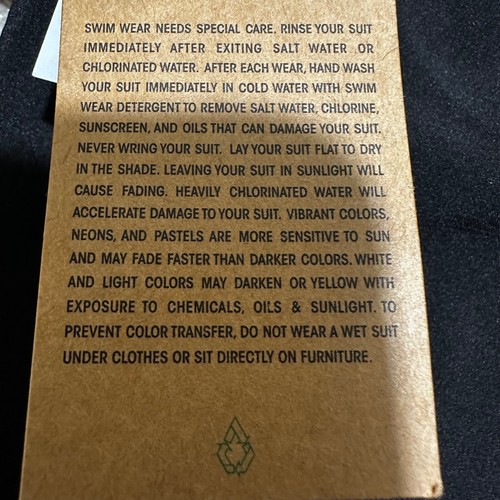 SWIM WEAR NEEDS SPECIAL CARE. RINSE YOUR SUIT
IMMEDIATELY AFTER EXITING SALT WATER OR
CHLORINATED WATER. AFTER EACH WEAR, HAND WASH
YOUR SUIT IMMEDIATELY IN COLD WATER WITH SWIM
WEAR DETERGENT TO REMOVE SALT WATER, CHLORINE,
SUNSCREEN, AND OILS THAT CAN DAMAGE YOUR SUIT.
NEVER WRING YOUR SUIT. LAY YOUR SUIT FLAT TO DRY
IN THE SHADE. LEAVING YOUR SUIT IN SUNLIGHT WILL
CAUSE FADING. HEAVILY CHLORINATED WATER WILL
ACCELERATE DAMAGE TO YOUR SUIT. VIBRANT COLORS,
NEONS, AND PASTELS ARE MORE SENSITIVE TO SUN
AND MAY FADE FASTER THAN DARKER COLORS. WHITE
AND LIGHT COLORS MAY DARKEN OR YELLOW WITH
EXPOSURE TO CHEMICALS, OILS & SUNLIGHT. TO
PREVENT COLOR TRANSFER, DO NOT WEAR A WET SUIT
UNDER CLOTHES OR SIT DIRECTLY ON FURNITURE.